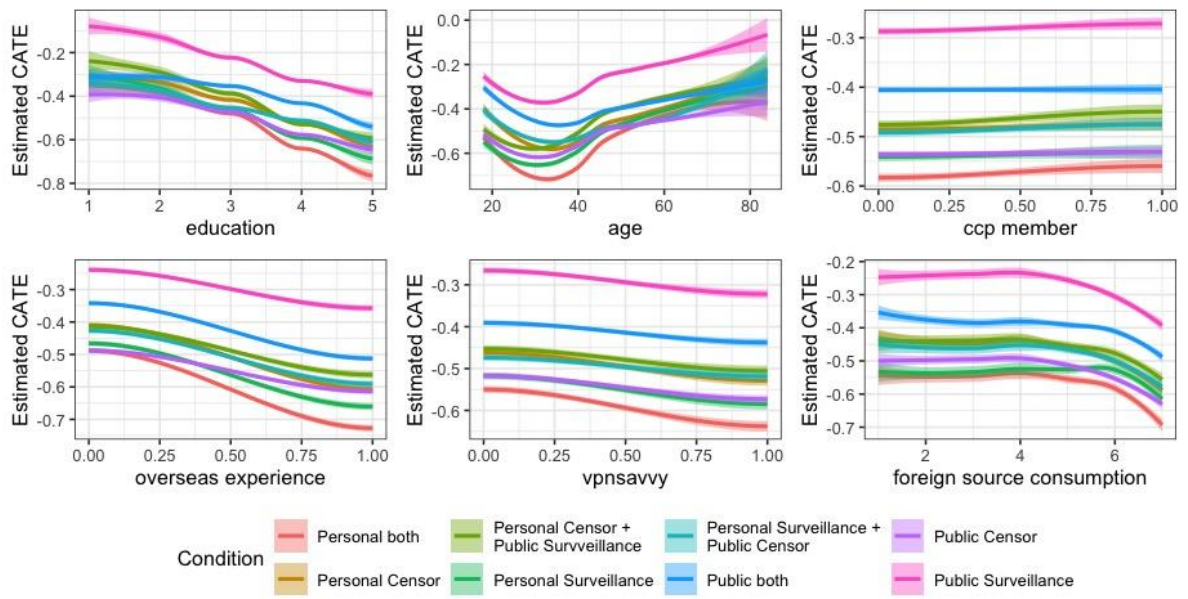 Estimated CATE
-0.2
-0.4
-0.6
-0.8
1 2 3 4 5
education
Estimated CATE
0.0
-0.2
-0.4
-0.6
20 40 60 80
age
Estimated CATE
-0.3
-0.4
-0.5
-0.6
0.00 0.25 0.50 0.75 1.00
ccp member
Estimated CATE
-0.3
-0.4
-0.5
-0.6
-0.7
0.00 0.25 0.50 0.75 1.00
overseas experience
Estimated CATE
-0.3
-0.4
-0.5
-0.6
0.00 0.25 0.50 0.75 1.00
vpnsavvy
Estimated CATE
-0.2
-0.3
-0.4
-0.5
-0.6
-0.7
2 4 6
foreign source consumption
Condition
Personal both
Personal Censor
Personal Censor +
Public Survveillance
Personal Surveillance
Personal Surveillance +
Public Censor
Public both
Public Censor
Public Surveillance